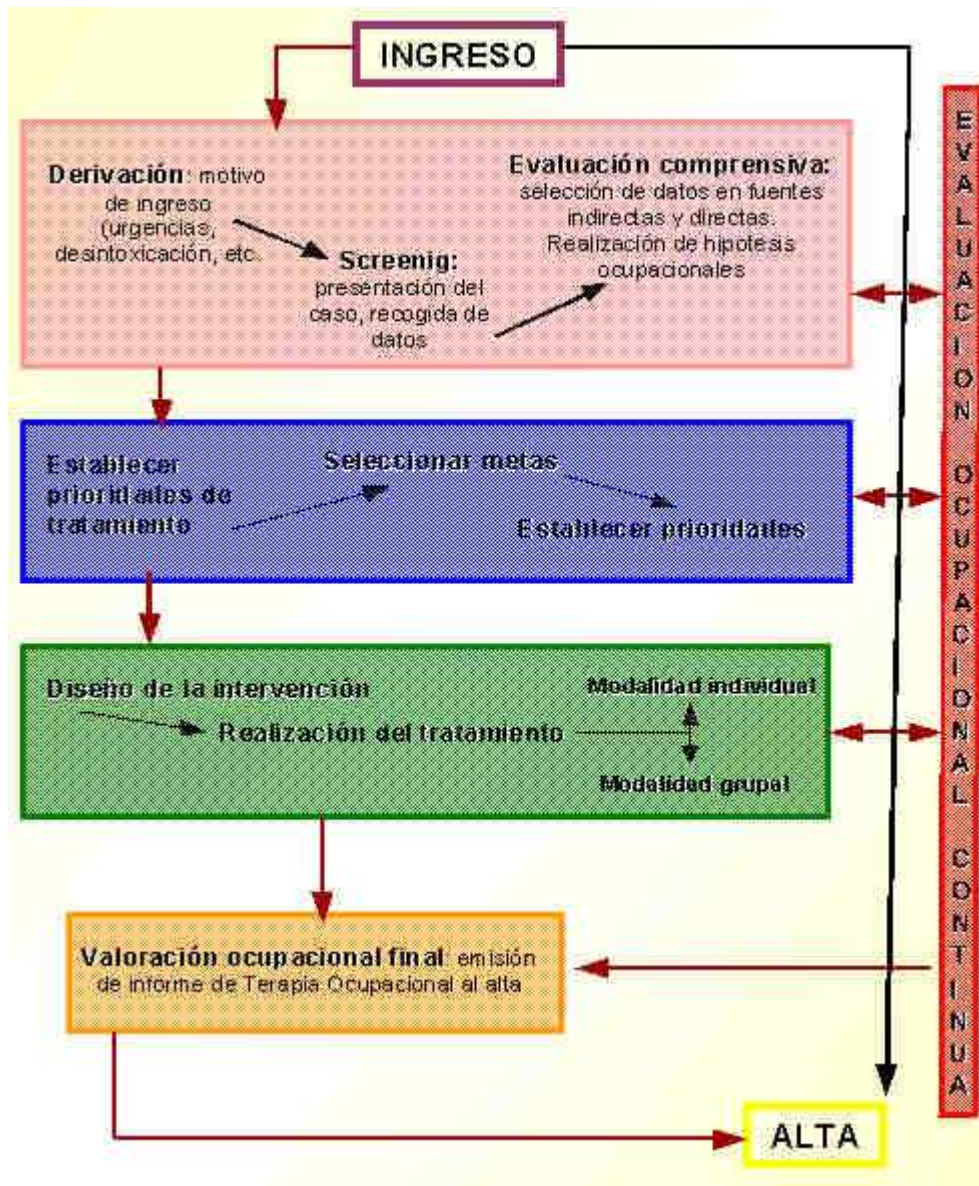 INGRESO
Derivación: motivo
de ingreso
(urgencias,
desintoxicación, etc.
Screenig:
presentación del
caso, recogida de
datos
Evaluación comprensiva:
selección de datos en fuentes
indirectas y directas.
Realización de hipotesis
ocupacionales
Establecer
prioridades de
tratamiento
Seleccionar metas
Establecer prioridades
Diseño de la intervención
Realización del tratamiento
Modalidad individual
Modalidad grupal
Valoración ocupacional final: emisión
de informe de Terapia Ocupacional al alta
ALTA
EVALUACION OCUPACIONAL CONTINUA